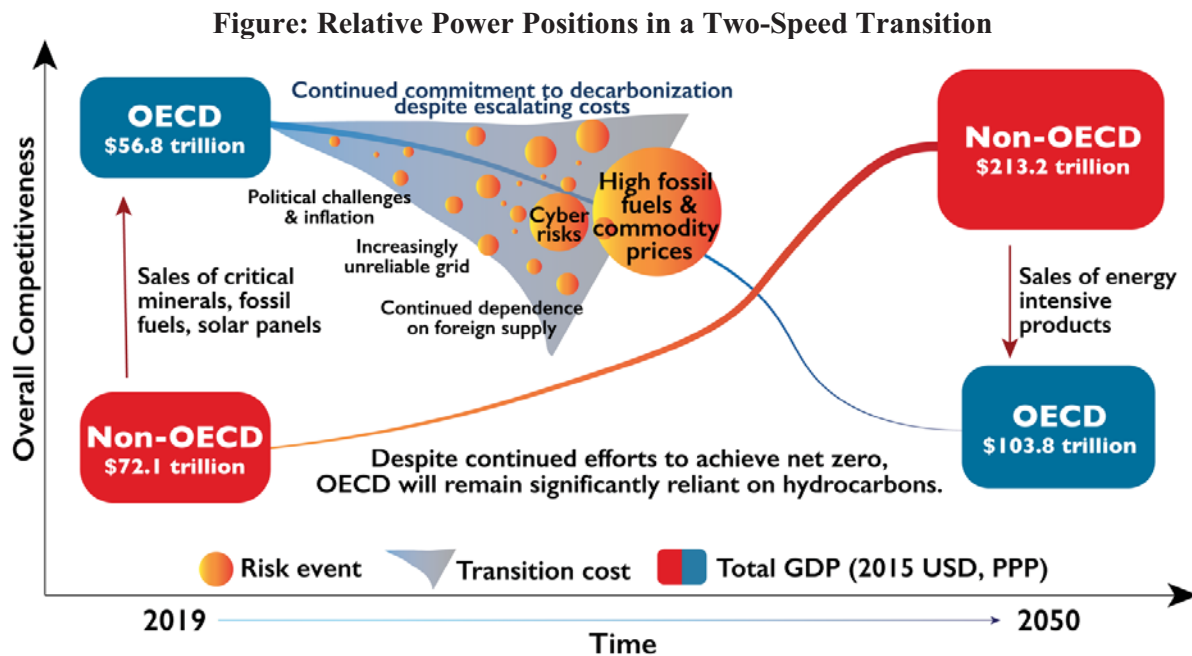 Figure: Relative Power Positions in a Two-Speed Transition
Overall Competitiveness
OECD
$56.8 trillion
Continued commitment to decarbonization
despite escalating costs
Non-OECD
$213.2 trillion
Political challenges
& inflation
Cyber
risks
High fossil
fuels &
commodity
prices
Increasingly
unreliable grid
Continued dependence
on foreign supply
Sales of critical
minerals, fossil
fuels, solar panels
Sales of energy
intensive
products
Non-OECD
$72.1 trillion
OECD
$103.8 trillion
Despite continued efforts to achieve net zero,
OECD will remain significantly reliant on hydrocarbons.
Risk event
Transition cost
Total GDP (2015 USD, PPP)
2019
2050
Time